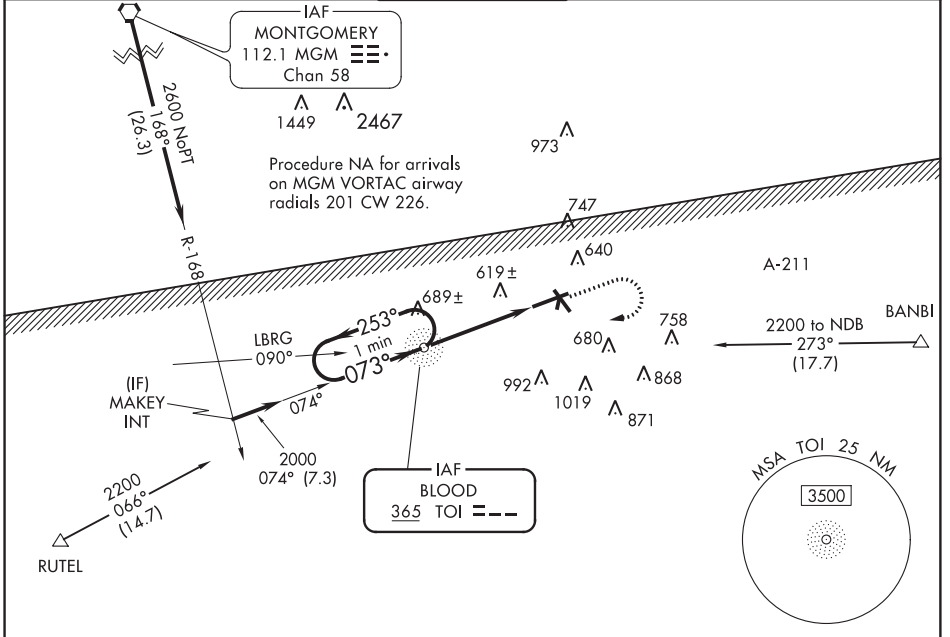 IAF
MONTGOMERY
112.1 MGM
Chan 58
2600 NoPT
168°
(26.3)
1449
2467
973
Procedure NA for arrivals
on MGM VORTAC airway
radials 201 CW 226.
747
R-168
640
A-211
619±
689±
253°
LBRG
090°
1 min
073°
680
758
2200 to NDB
273°
(17.7)
BANBI
(IF)
MAKEY
INT
074°
992
1019
868
871
2000
074° (7.3)
2200
066°
(14.7)
RUTEL
IAF
BLOOD
365 TOI
MSA TOI 25 NM
3500